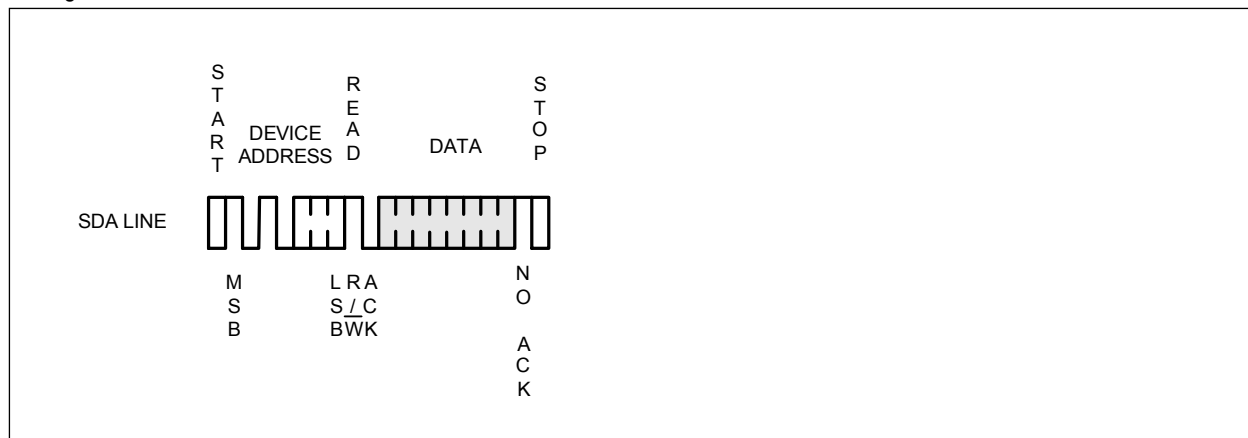 START
DEVICE
ADDRESS
READ
DATA
STOP
SDA LINE
MSB
LSB
R/W
ACK
NO ACK